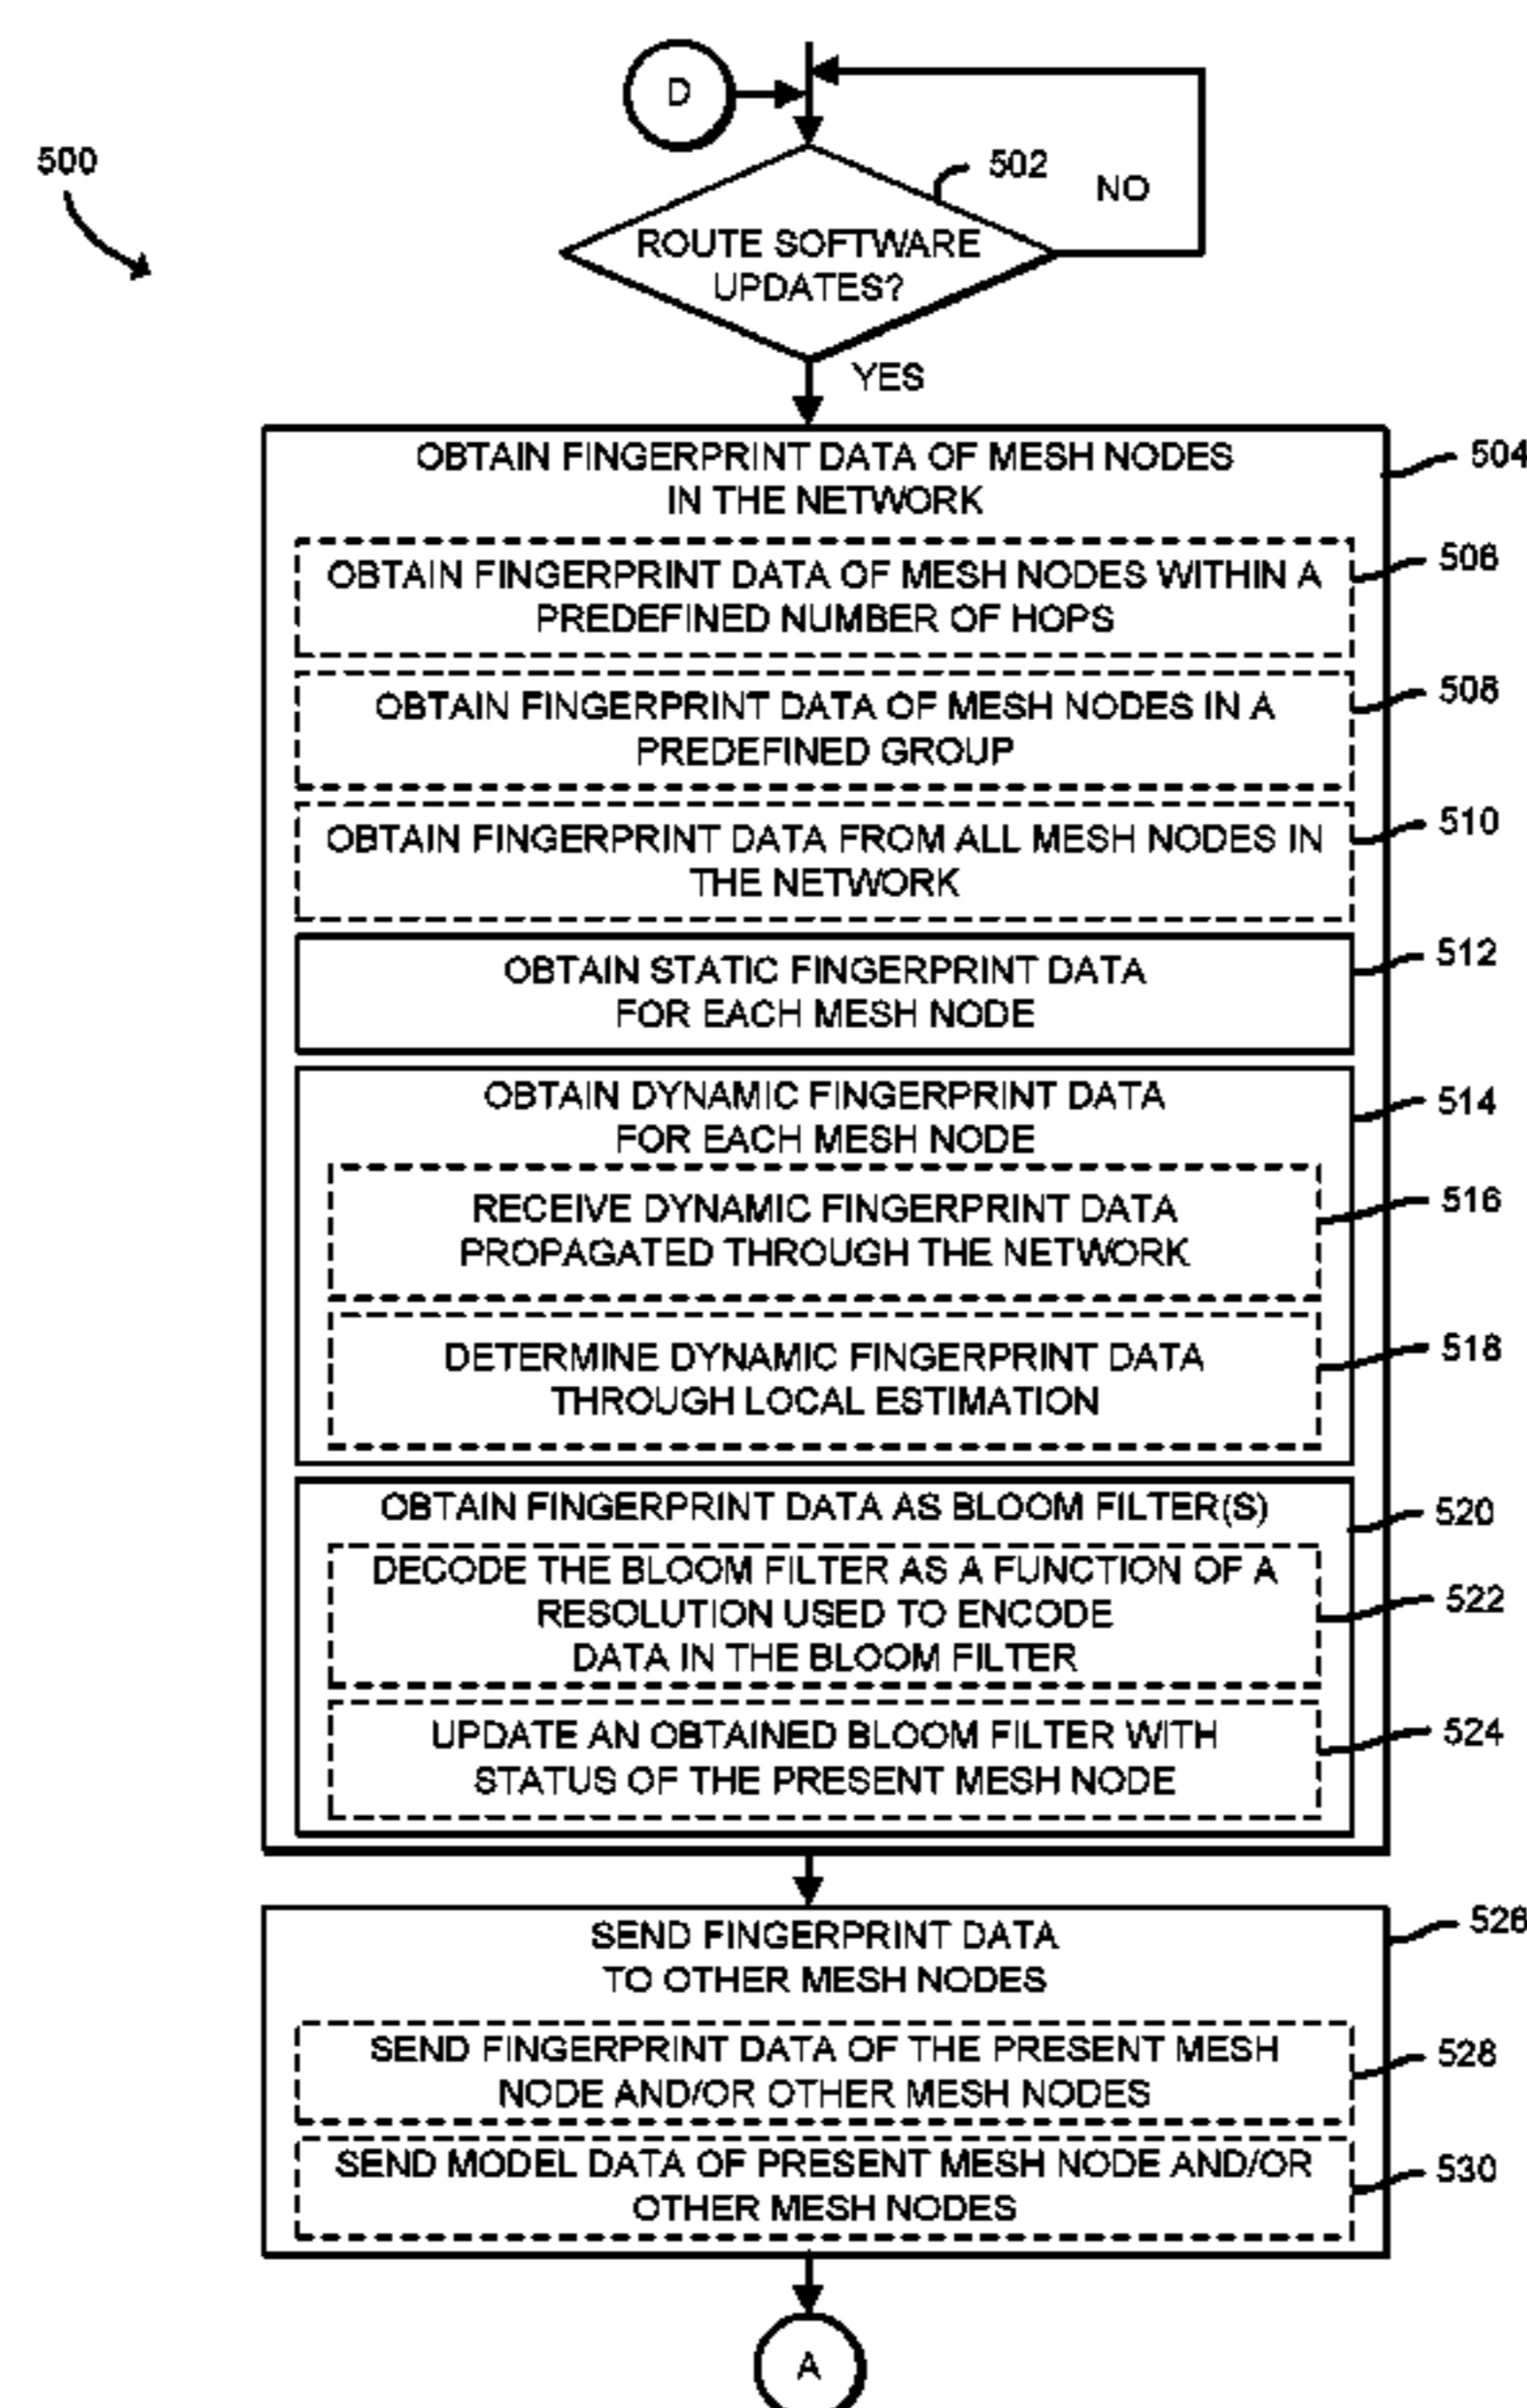 D
500
502
NO
ROUTE SOFTWARE
UPDATES?
YES
OBTAIN FINGERPRINT DATA OF MESH NODES
IN THE NETWORK
504
OBTAIN FINGERPRINT DATA OF MESH NODES WITHIN A
PREDEFINED NUMBER OF HOPS
506
OBTAIN FINGERPRINT DATA OF MESH NODES IN A
PREDEFINED GROUP
508
OBTAIN FINGERPRINT DATA FROM ALL MESH NODES IN
THE NETWORK
510
OBTAIN STATIC FINGERPRINT DATA
FOR EACH MESH NODE
512
OBTAIN DYNAMIC FINGERPRINT DATA
FOR EACH MESH NODE
514
RECEIVE DYNAMIC FINGERPRINT DATA
PROPAGATED THROUGH THE NETWORK
516
DETERMINE DYNAMIC FINGERPRINT DATA
THROUGH LOCAL ESTIMATION
518
OBTAIN FINGERPRINT DATA AS BLOOM FILTER(S)
520
DECODE THE BLOOM FILTER AS A FUNCTION OF A
RESOLUTION USED TO ENCODE
DATA IN THE BLOOM FILTER
522
UPDATE AN OBTAINED BLOOM FILTER WITH
STATUS OF THE PRESENT MESH NODE
524
SEND FINGERPRINT DATA
TO OTHER MESH NODES
526
SEND FINGERPRINT DATA OF THE PRESENT MESH
NODE AND/OR OTHER MESH NODES
528
SEND MODEL DATA OF PRESENT MESH NODE AND/OR
OTHER MESH NODES
530
A